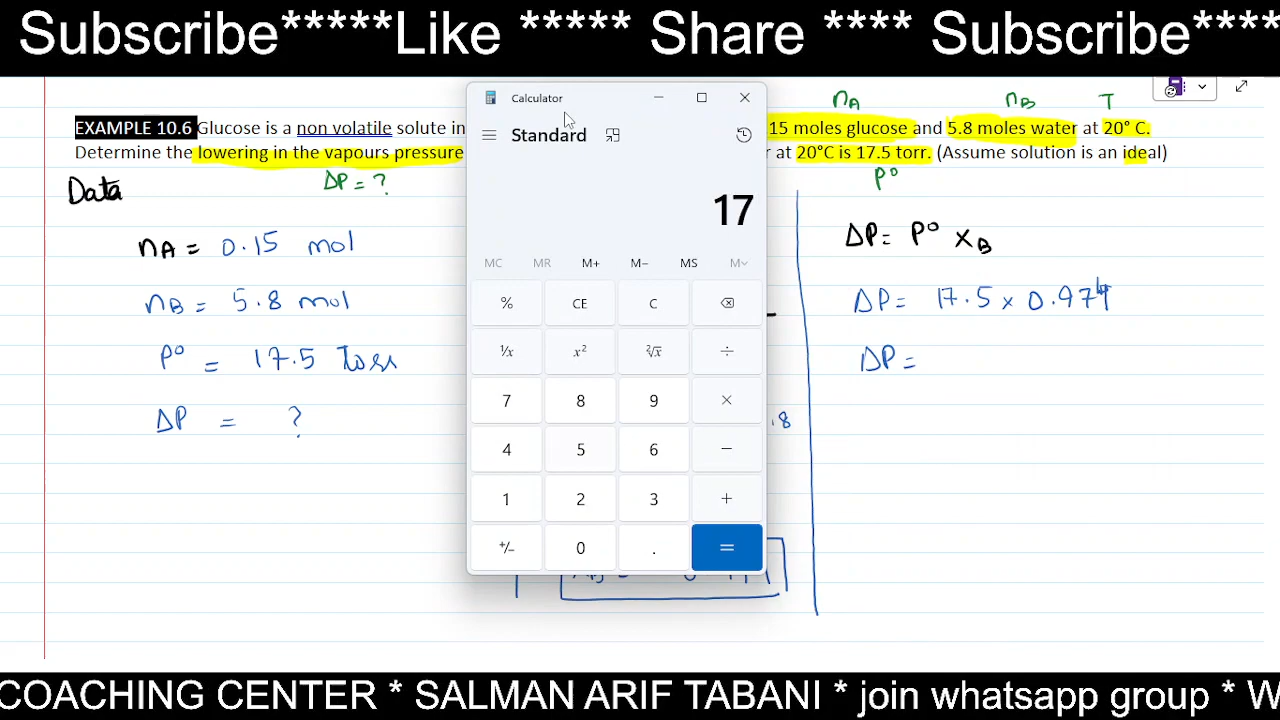 Subscribe*****Like ***** Share **** Subscribe****
nA nB T
EXAMPLE 10.6 Glucose is a non volatile solute in 15 moles glucose and 5.8 moles water at 20° C.
Determine the lowering in the vapours pressure r at 20°C is 17.5 torr. (Assume solution is an ideal)
Data ΔP = ? P°
nA = 0.15 mol
nB = 5.8 mol
P° = 17.5 torr
ΔP = ?
Calculator
Standard
17
MC MR M+ M− MS M˅
% CE C
¹/x x² ²√x ÷
7 8 9 ×
4 5 6 −
1 2 3 +
+/− 0 . =
.8
ΔP = P° xB
ΔP = 17.5 x 0.974
ΔP =
COACHING CENTER * SALMAN ARIF TABANI * join whatsapp group * W